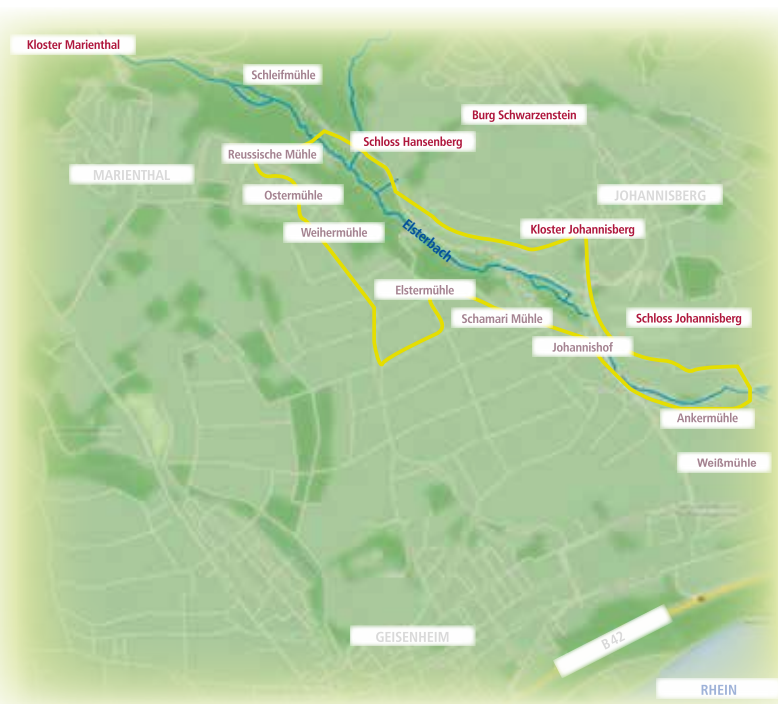 Kloster Marienthal
Schleifmühle
Burg Schwarzenstein
Schloss Hansenberg
Reussische Mühle
MARIENTHAL
Ostermühle
JOHANNISBERG
Weihermühle
Kloster Johannisberg
Elsterbach
Elstermühle
Schamari Mühle
Schloss Johannisberg
Johannishof
Ankermühle
Weißmühle
GEISENHEIM
B 42
RHEIN